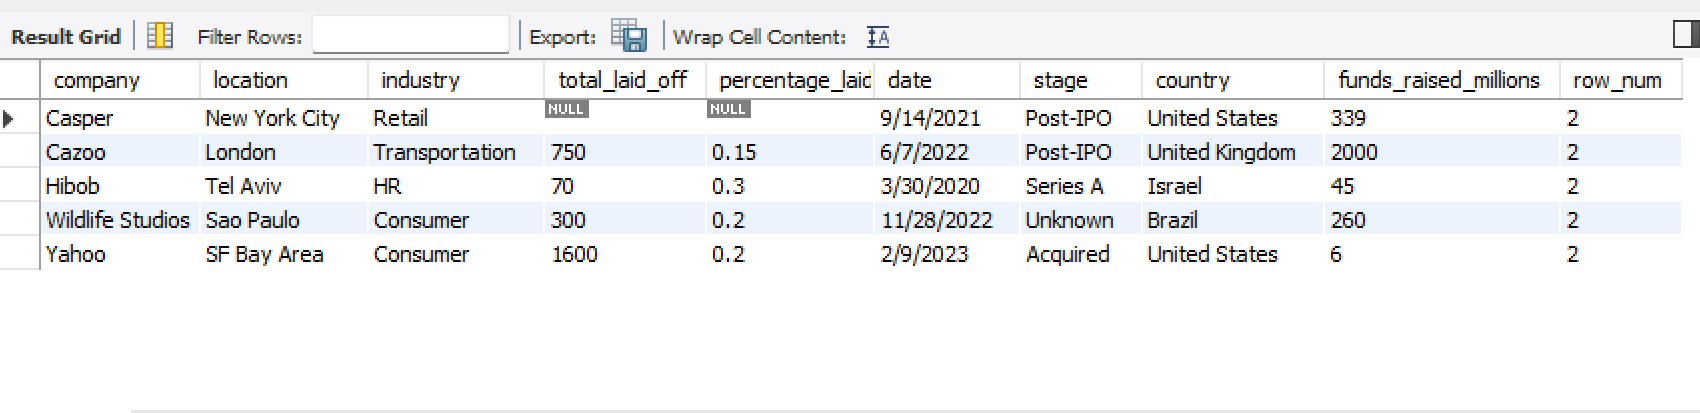 Result Grid Filter Rows: Export: Wrap Cell Content: IA
company location industry total_laid_off percentage_laid date stage country funds_raised_millions row_num
Casper New York City Retail NULL NULL 9/14/2021 Post-IPO United States 339 2
Cazoo London Transportation 750 0.15 6/7/2022 Post-IPO United Kingdom 2000 2
Hibob Tel Aviv HR 70 0.3 3/30/2020 Series A Israel 45 2
Wildlife Studios Sao Paulo Consumer 300 0.2 11/28/2022 Unknown Brazil 260 2
Yahoo SF Bay Area Consumer 1600 0.2 2/9/2023 Acquired United States 6 2